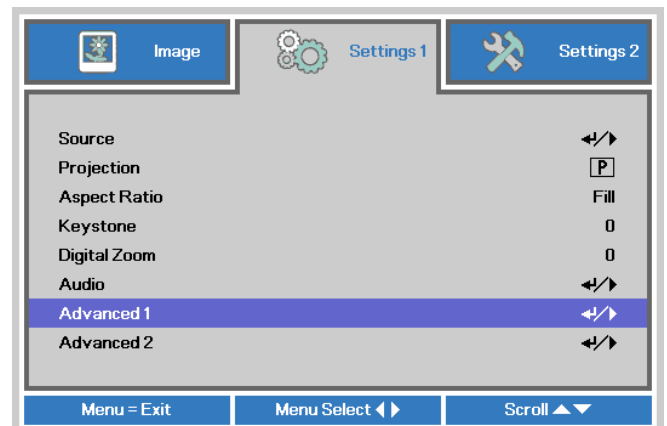 Image
Settings 1
Settings 2
Source ↵/▶
Projection P
Aspect Ratio Fill
Keystone 0
Digital Zoom 0
Audio ↵/▶
Advanced 1 ↵/▶
Advanced 2 ↵/▶
Menu = Exit
Menu Select ◀▶
Scroll ▲▼